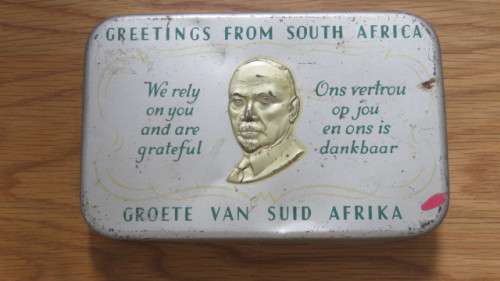 GREETINGS FROM SOUTH AFRICA
We rely
on you
and are
grateful
Ons vertrou
op jou
en ons is
dankbaar
GROETE VAN SUID AFRIKA